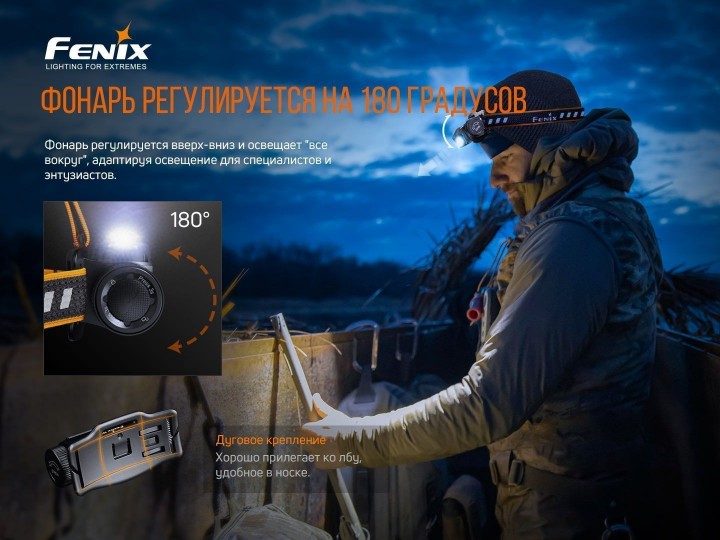 FENIX
LIGHTING FOR EXTREMES
ФОНАРЬ РЕГУЛИРУЕТСЯ НА 180 ГРАДУСОВ
FENIX
Фонарь регулируется вверх-вниз и освещает "все
вокруг", адаптируя освещение для специалистов и
энтузиастов.
180°
Дуговое крепление
Хорошо прилегает ко лбу,
удобное в носке.